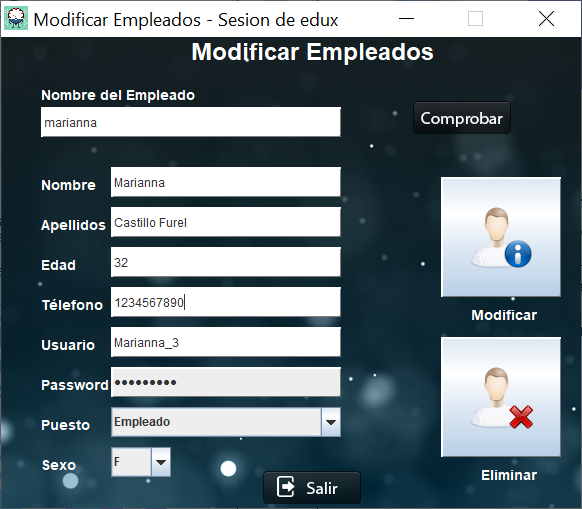 Modificar Empleados - Sesion de edux
Modificar Empleados
Nombre del Empleado
marianna
Comprobar
Nombre Marianna
Apellidos Castillo Furel
Edad 32
Télefono 1234567890
Usuario Marianna_3
Password •••••••••
Puesto Empleado
Sexo F
Modificar
Eliminar
Salir